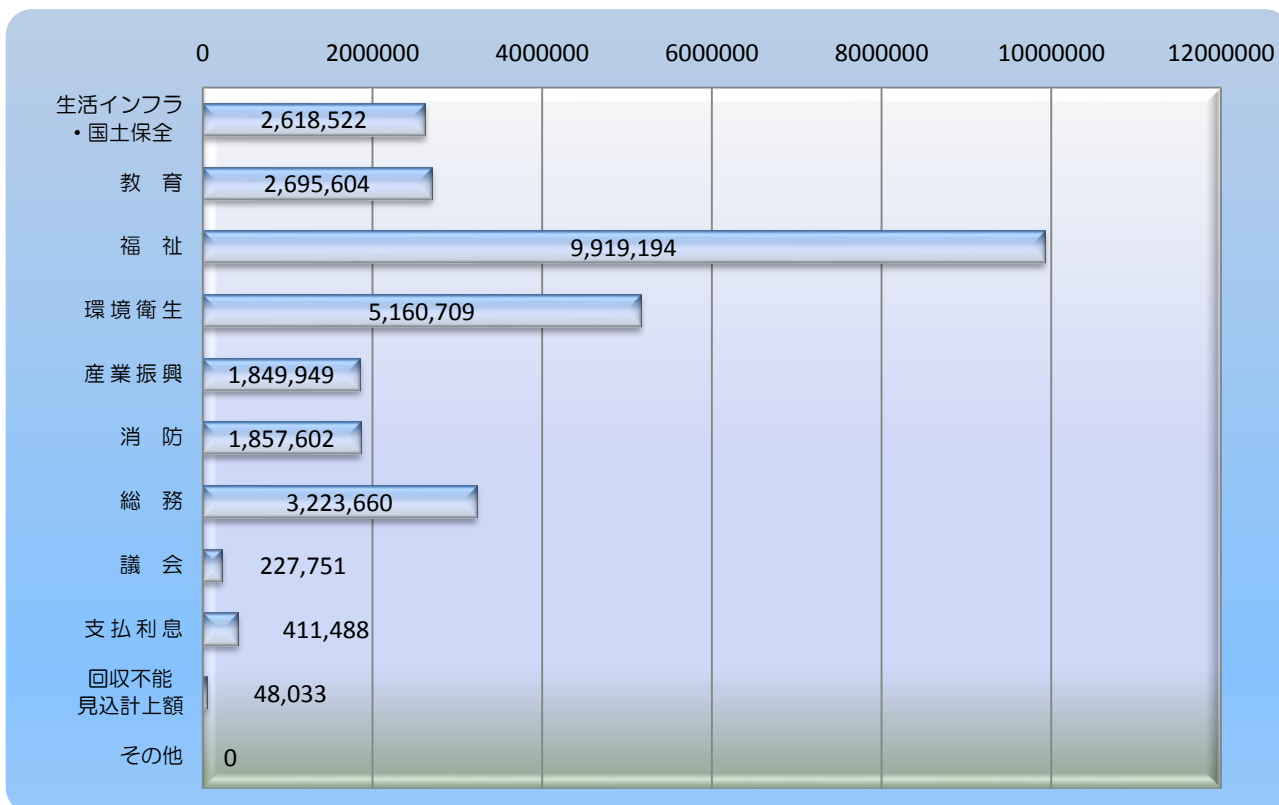 0 2000000 4000000 6000000 8000000 10000000 12000000
生活インフラ
・国土保全
2,618,522
教　育
2,695,604
福　祉
9,919,194
環境衛生
5,160,709
産業振興
1,849,949
消　防
1,857,602
総　務
3,223,660
議　会
227,751
支払利息
411,488
回収不能
見込計上額
48,033
その他
0